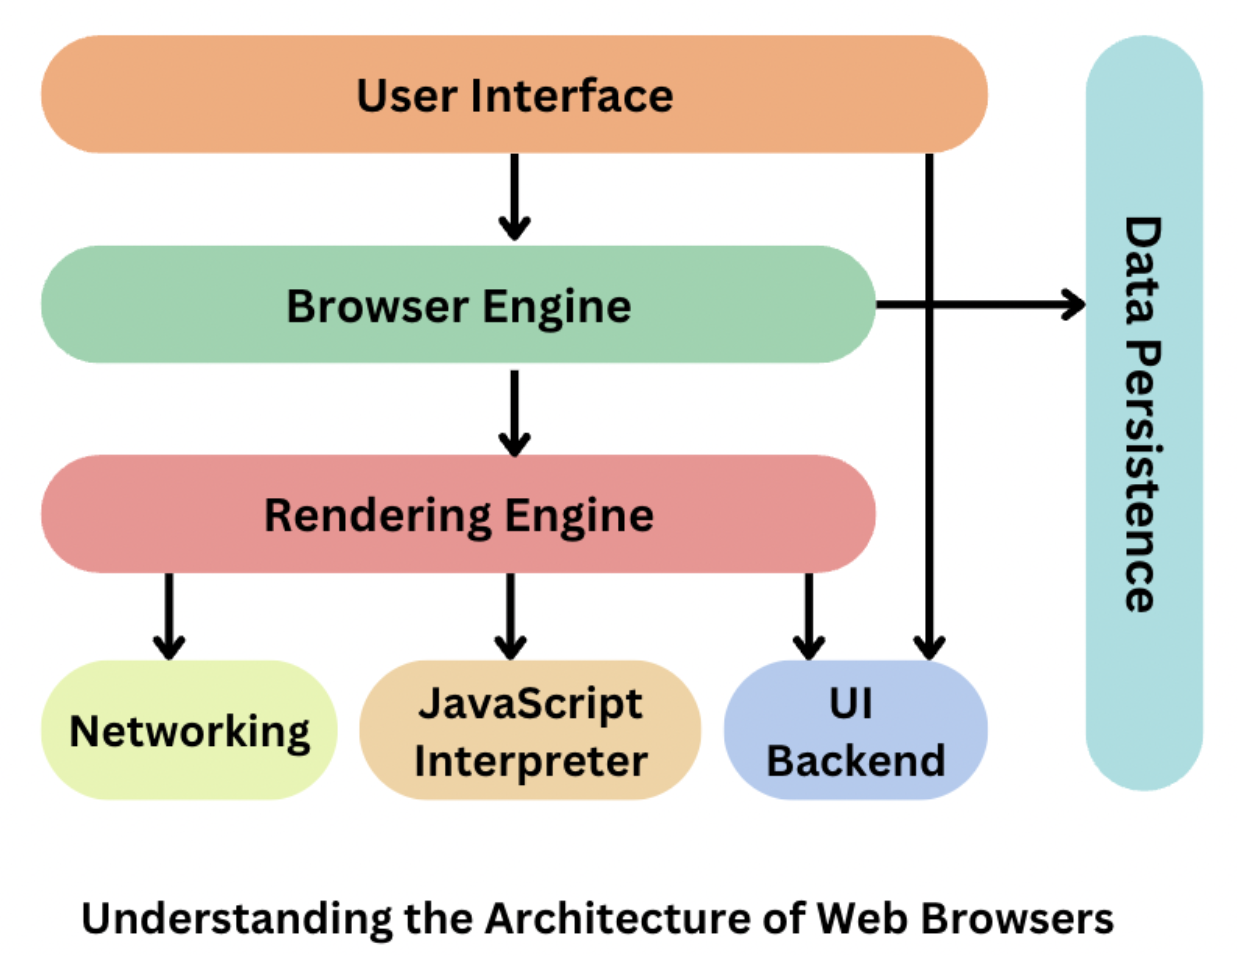 User Interface
Browser Engine
Data Persistence
Rendering Engine
Networking
JavaScript
Interpreter
UI
Backend
Understanding the Architecture of Web Browsers